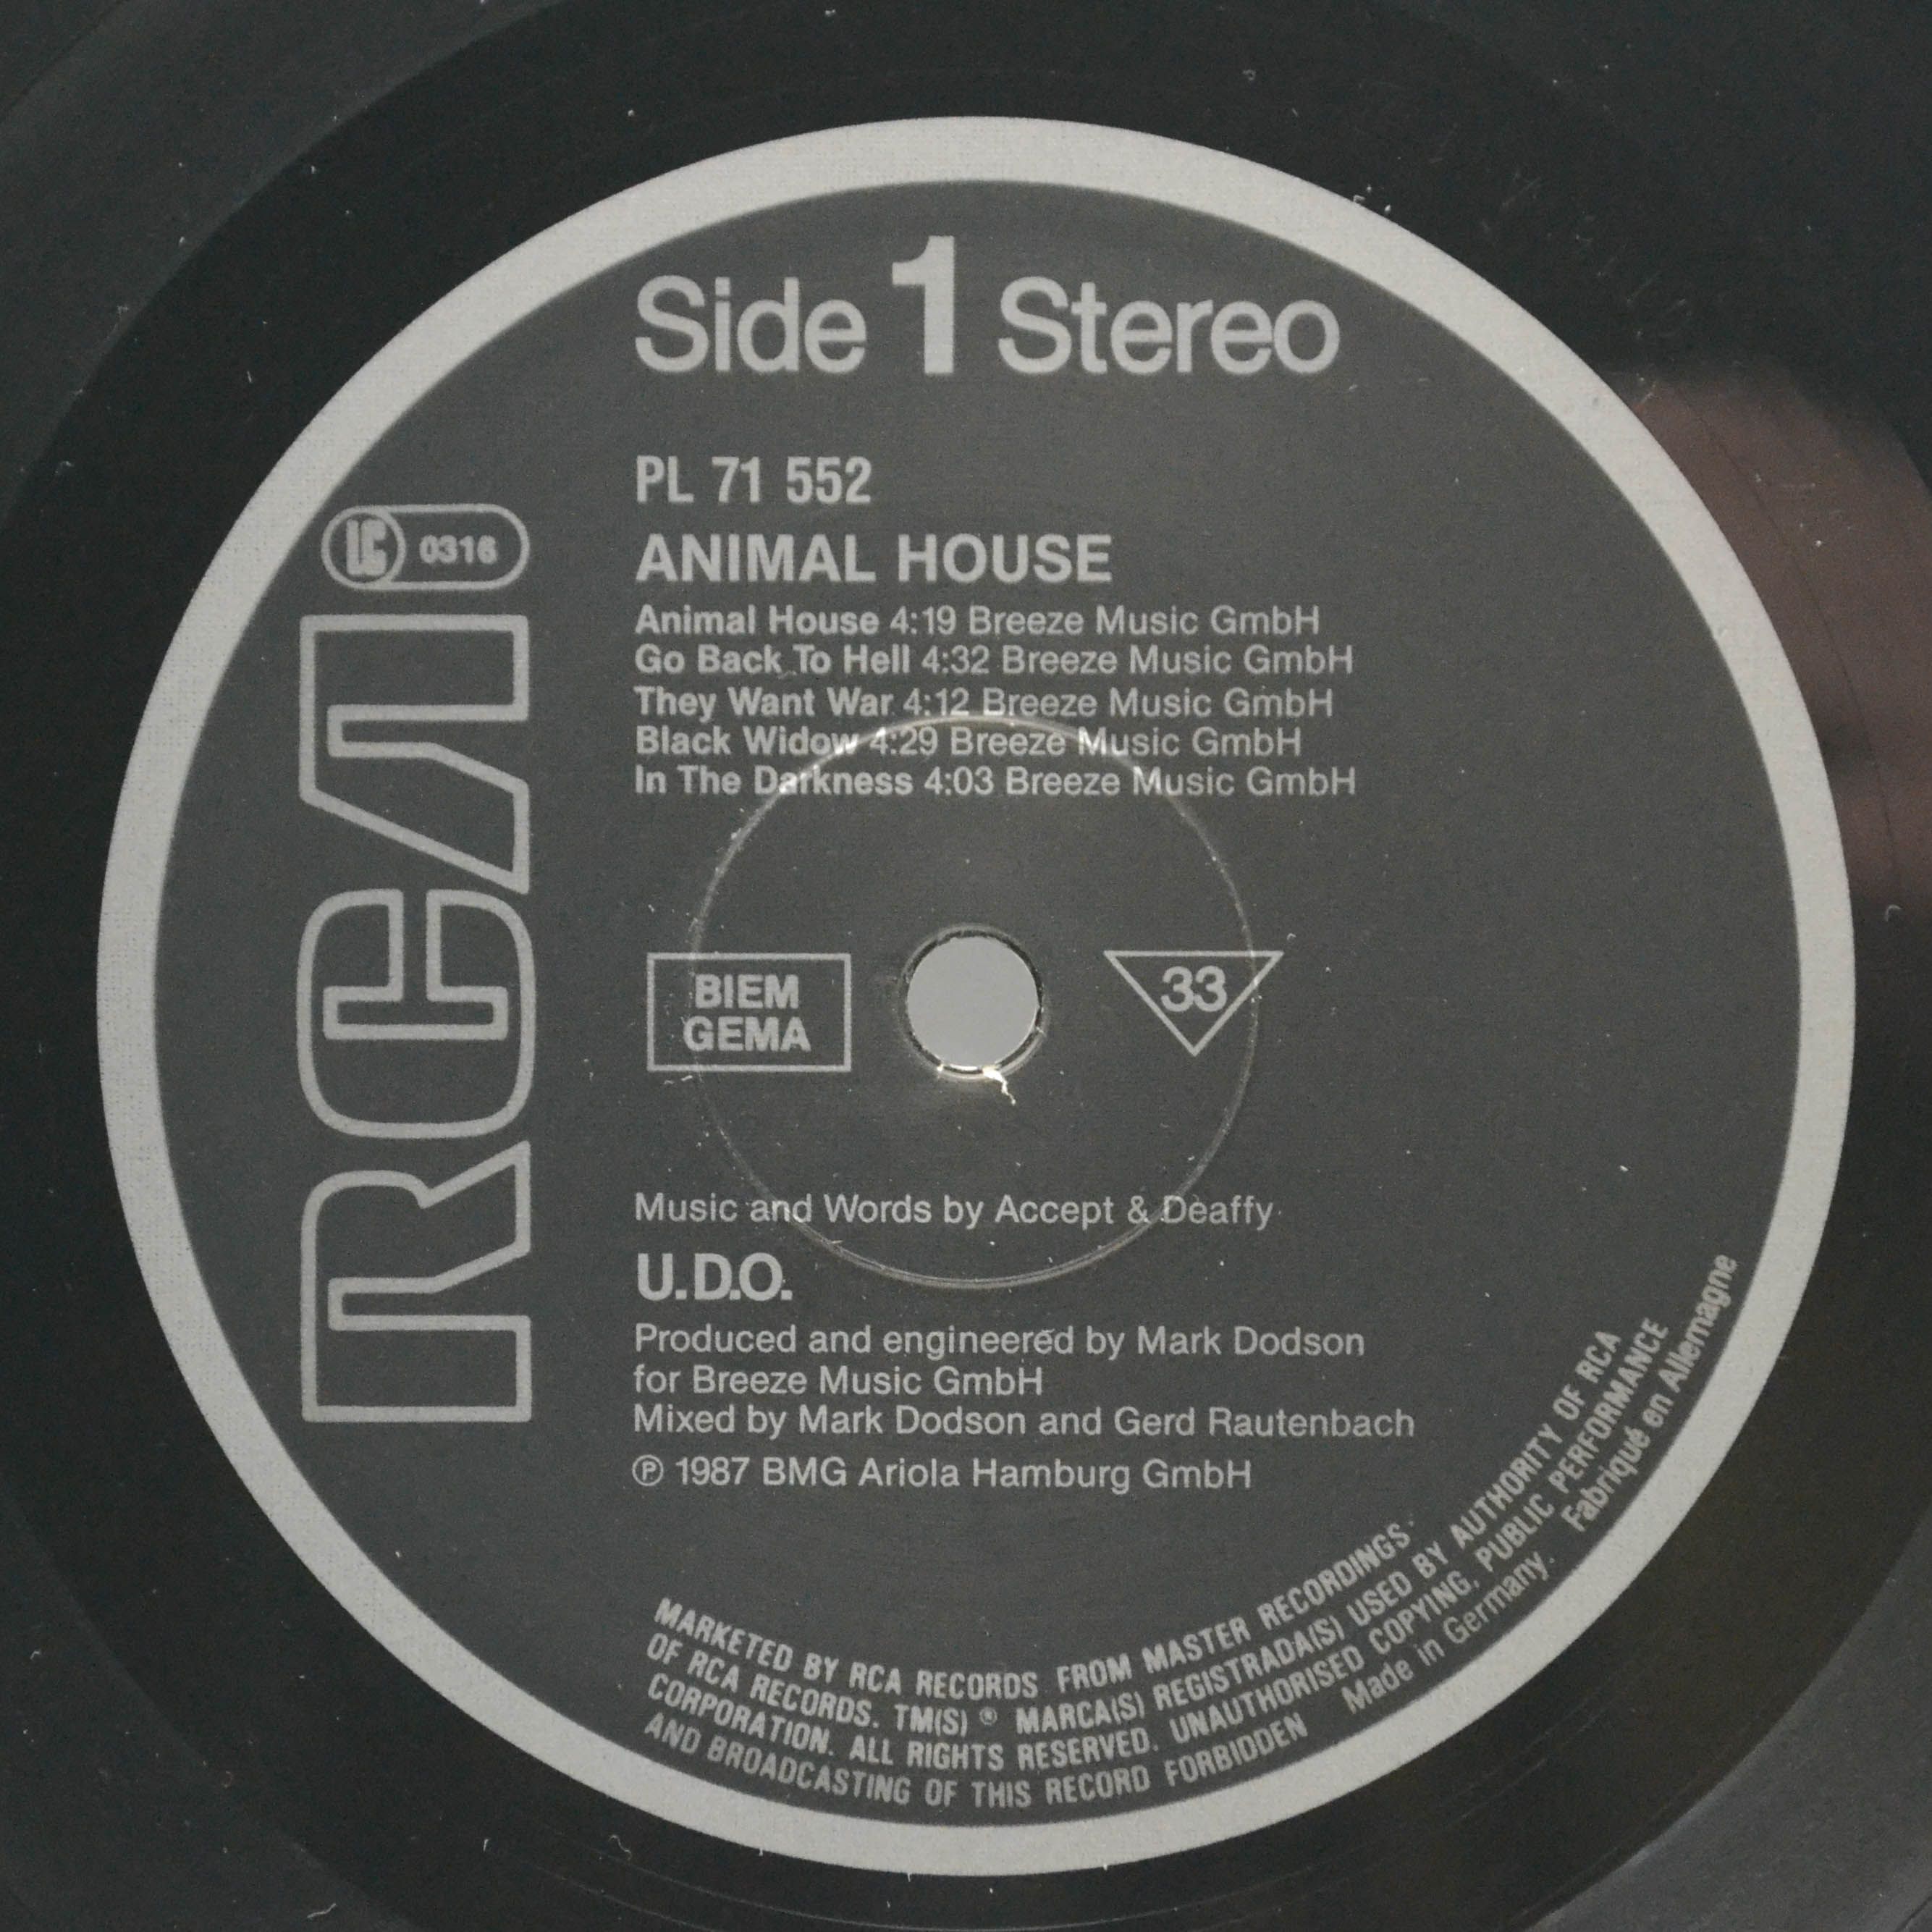 Side 1 Stereo
PL 71 552
LC 0316
ANIMAL HOUSE
Animal House 4:19 Breeze Music GmbH
Go Back To Hell 4:32 Breeze Music GmbH
They Want War 4:12 Breeze Music GmbH
Black Widow 4:29 Breeze Music GmbH
In The Darkness 4:03 Breeze Music GmbH
RCA
BIEM
GEMA
33
Music and Words by Accept & Deaffy
U.D.O.
Produced and engineered by Mark Dodson
for Breeze Music GmbH
Mixed by Mark Dodson and Gerd Rautenbach
℗ 1987 BMG Ariola Hamburg GmbH
MARKETED BY RCA RECORDS FROM MASTER RECORDINGS.
OF RCA RECORDS. TM(S) ® MARCA(S) REGISTRADA(S) USED BY AUTHORITY OF RCA
CORPORATION. ALL RIGHTS RESERVED. UNAUTHORISED COPYING, PUBLIC PERFORMANCE
AND BROADCASTING OF THIS RECORD FORBIDDEN Made in Germany. Fabriqué en Allemagne